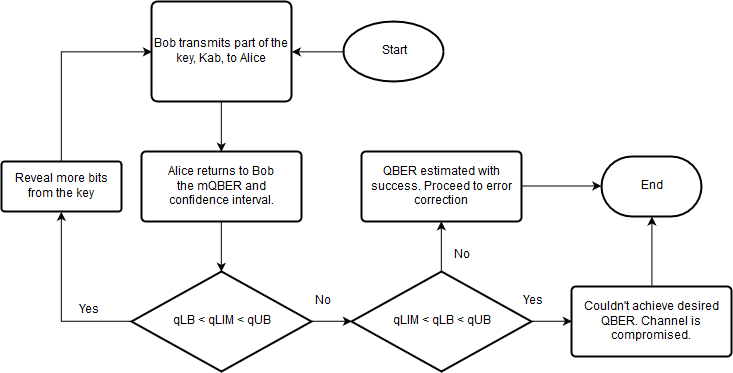 Bob transmits part of the
key, Kab, to Alice
Start
Reveal more bits
from the key
Alice returns to Bob
the mQBER and
confidence interval.
QBER estimated with
success. Proceed to error
correction
End
No
Yes
No
Yes
qLB < qLIM < qUB
qLIM < qLB < qUB
Couldn't achieve desired
QBER. Channel is
compromised.